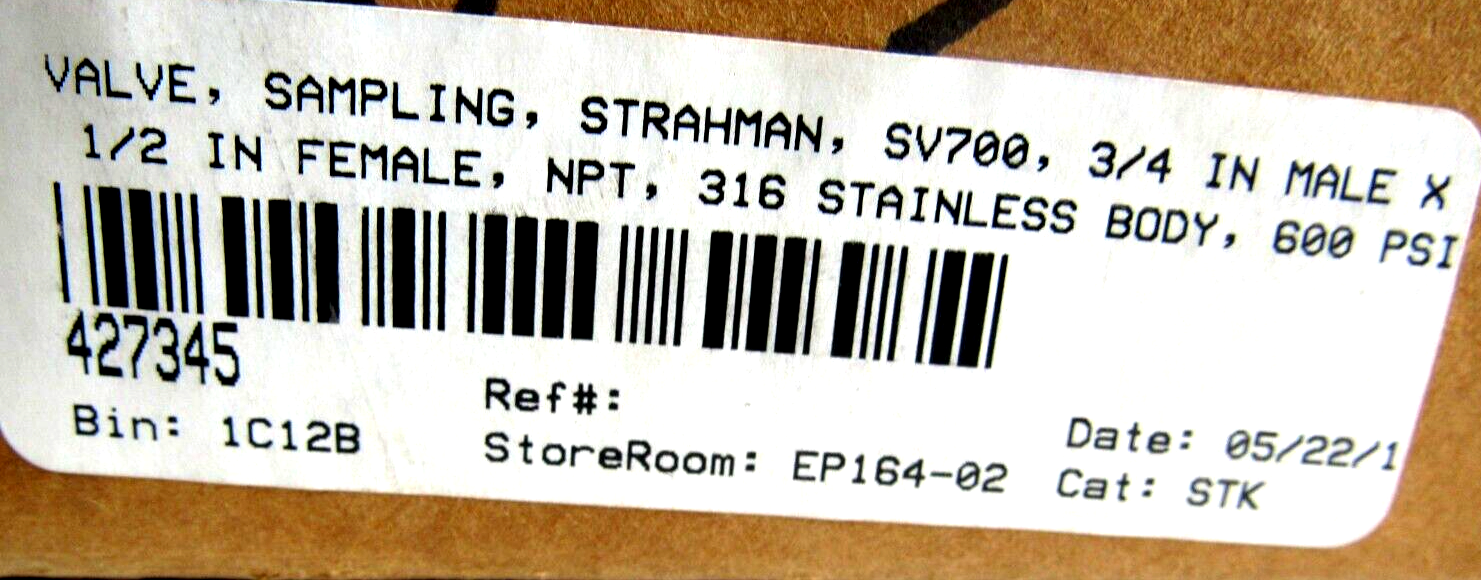 VALVE, SAMPLING, STRAHMAN, SV700, 3/4 IN MALE X
1/2 IN FEMALE, NPT, 316 STAINLESS BODY, 600 PSI
427345
Ref#:
Bin: 1C12B
StoreRoom: EP164-02
Date: 05/22/1
Cat: STK